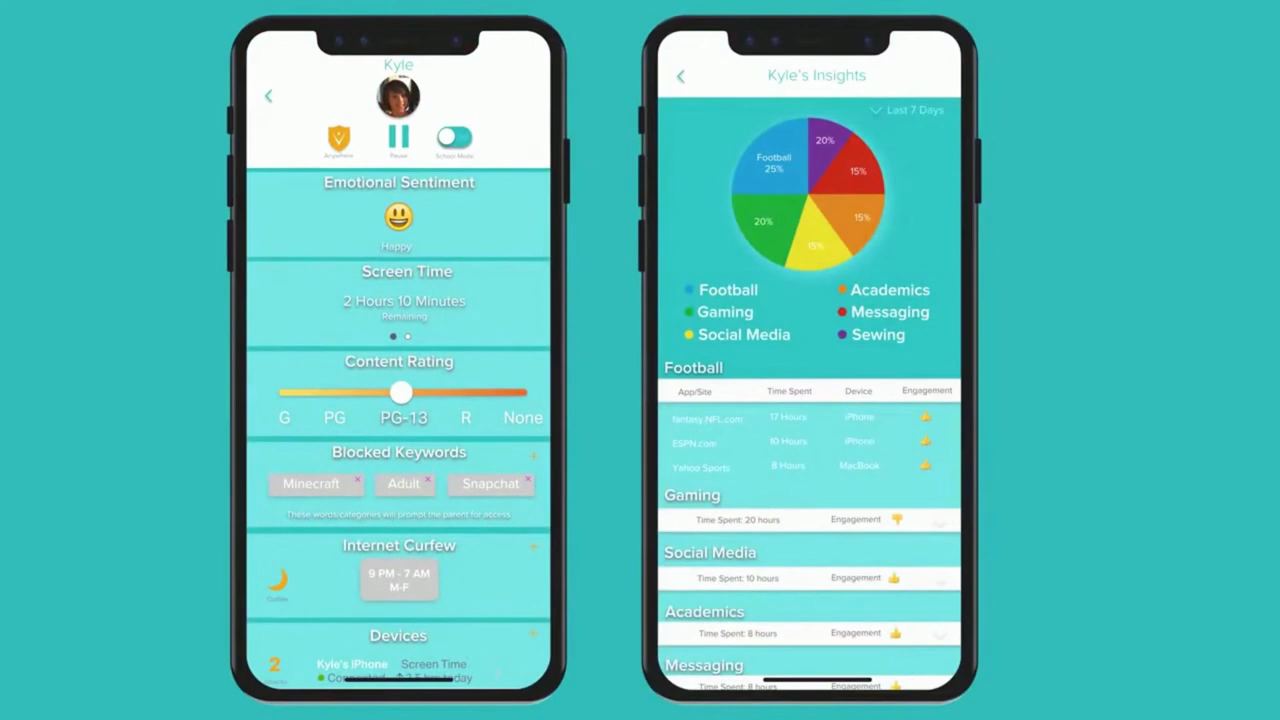 Kyle
Anywhere
Pause
School Mode
Emotional Sentiment
Happy
Screen Time
2 Hours 10 Minutes
Remaining
Content Rating
G PG PG-13 R None
Blocked Keywords
Minecraft × Adult × Snapchat ×
These words/categories will prompt the parent for access
Internet Curfew
9 PM - 7 AM
M-F
Curfew
Devices
2
Kyle's iPhone Screen Time
Connected
today
Kyle's Insights
Last 7 Days
Football
25%
20%
15%
15%
15%
20%
Football Academics
Gaming Messaging
Social Media Sewing
Football
App/Site Time Spent Device Engagement
fantasy.NFL.com 17 Hours iPhone
ESPN.com 10 Hours iPhone
Yahoo Sports 8 Hours MacBook
Gaming
Time Spent: 20 hours Engagement
Social Media
Time Spent: 10 hours Engagement
Academics
Time Spent: 8 hours Engagement
Messaging
Time Spent: 8 hours Engagement